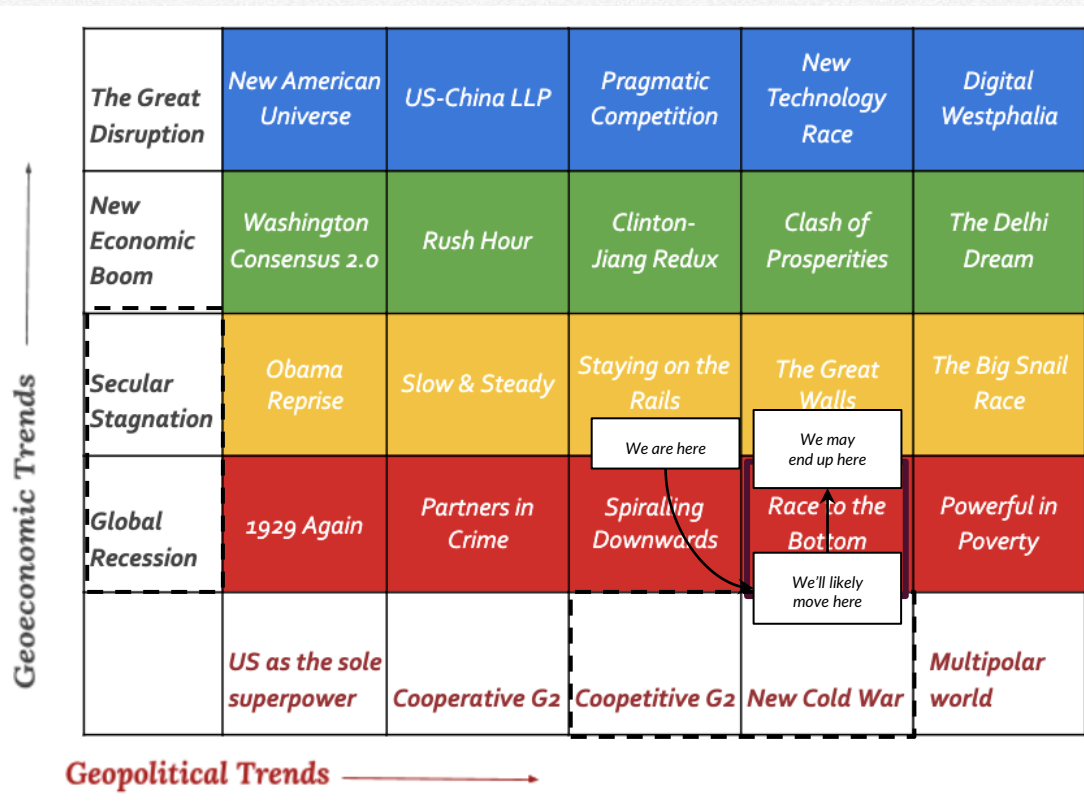 The Great
Disruption
New American
Universe
US-China LLP
Pragmatic
Competition
New
Technology
Race
Digital
Westphalia
New
Economic
Boom
Washington
Consensus 2.0
Rush Hour
Clinton-
Jiang Redux
Clash of
Prosperities
The Delhi
Dream
Secular
Stagnation
Obama
Reprise
Slow & Steady
Staying on the
Rails
The Great
Walls
The Big Snail
Race
We are here
We may
end up here
Global
Recession
1929 Again
Partners in
Crime
Spiralling
Downwards
Race to the
Bottom
Powerful in
Poverty
We'll likely
move here
US as the sole
superpower
Cooperative G2
Coopetitive G2
New Cold War
Multipolar
world
Geoeconomic Trends
Geopolitical Trends